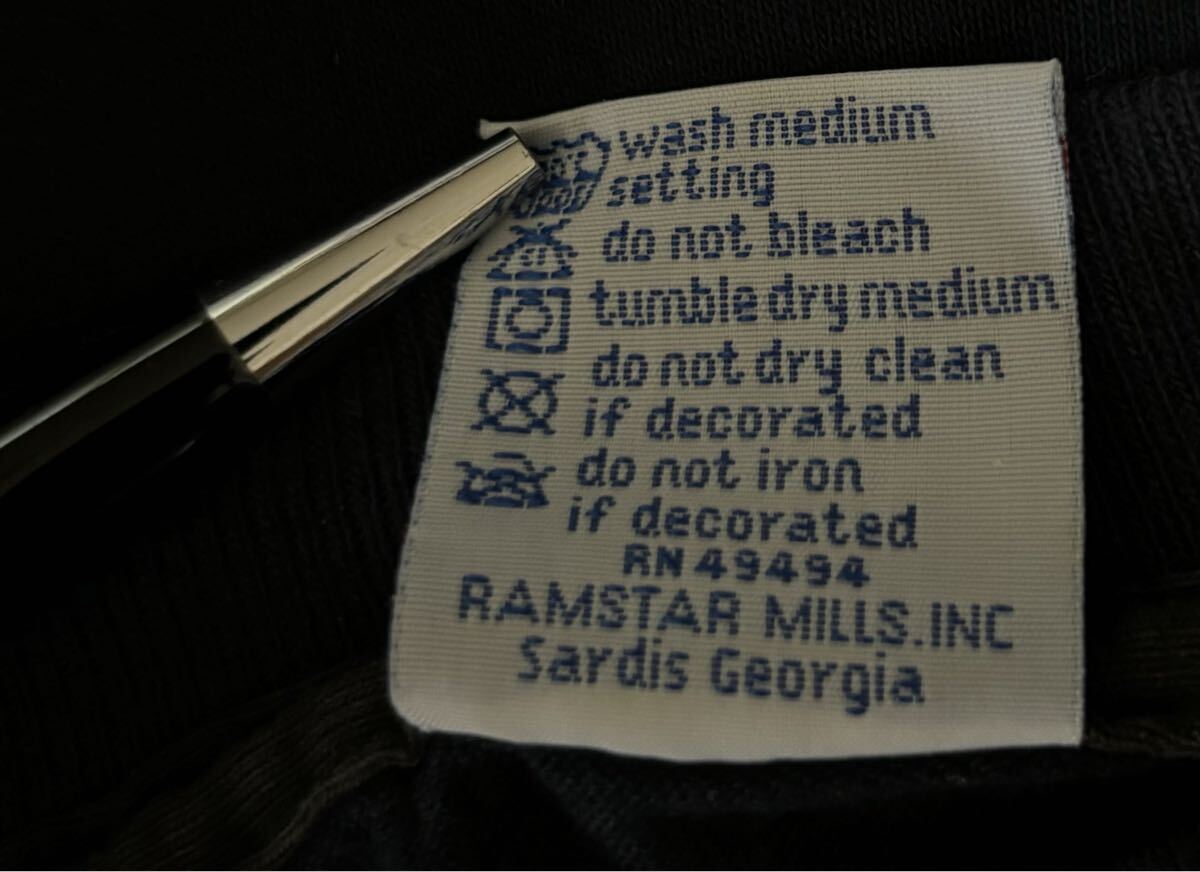 wash medium
setting
do not bleach
tumble dry medium
do not dry clean
if decorated
do not iron
if decorated
RN 49494
RAMSTAR MILLS.INC
Sardis Georgia